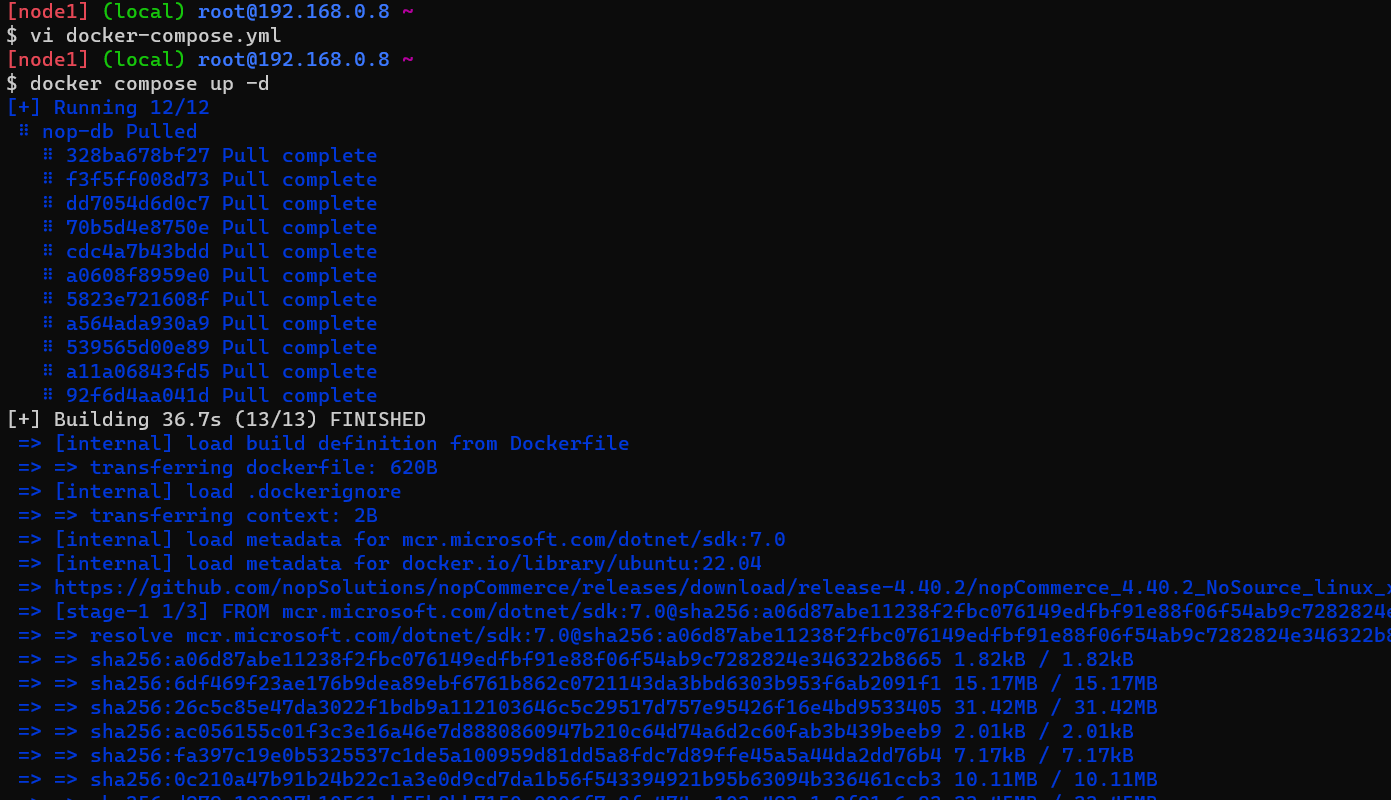 [node1] (local) root@192.168.0.8 ~
$ vi docker-compose.yml
[node1] (local) root@192.168.0.8 ~
$ docker compose up -d
[+] Running 12/12
⠿ nop-db Pulled
⠿ 328ba678bf27 Pull complete
⠿ f3f5ff008d73 Pull complete
⠿ dd7054d6d0c7 Pull complete
⠿ 70b5d4e8750e Pull complete
⠿ cdc4a7b43bdd Pull complete
⠿ a0608f8959e0 Pull complete
⠿ 5823e721608f Pull complete
⠿ a564ada930a9 Pull complete
⠿ 539565d00e89 Pull complete
⠿ a11a06843fd5 Pull complete
⠿ 92f6d4aa041d Pull complete
[+] Building 36.7s (13/13) FINISHED
=> [internal] load build definition from Dockerfile
=> => transferring dockerfile: 620B
=> [internal] load .dockerignore
=> => transferring context: 2B
=> [internal] load metadata for mcr.microsoft.com/dotnet/sdk:7.0
=> [internal] load metadata for docker.io/library/ubuntu:22.04
=> https://github.com/nopSolutions/nopCommerce/releases/download/release-4.40.2/nopCommerce_4.40.2_NoSource_linux_x
=> [stage-1 1/3] FROM mcr.microsoft.com/dotnet/sdk:7.0@sha256:a06d87abe11238f2fbc076149edfbf91e88f06f54ab9c7282824e
=> => resolve mcr.microsoft.com/dotnet/sdk:7.0@sha256:a06d87abe11238f2fbc076149edfbf91e88f06f54ab9c7282824e346322b8
=> => sha256:a06d87abe11238f2fbc076149edfbf91e88f06f54ab9c7282824e346322b8665 1.82kB / 1.82kB
=> => sha256:6df469f23ae176b9dea89ebf6761b862c0721143da3bbd6303b953f6ab2091f1 15.17MB / 15.17MB
=> => sha256:26c5c85e47da3022f1bdb9a112103646c5c29517d757e95426f16e4bd9533405 31.42MB / 31.42MB
=> => sha256:ac056155c01f3c3e16a46e7d8880860947b210c64d74a6d2c60fab3b439beeb9 2.01kB / 2.01kB
=> => sha256:fa397c19e0b5325537c1de5a100959d81dd5a8fdc7d89ffe45a5a44da2dd76b4 7.17kB / 7.17kB
=> => sha256:0c210a47b91b24b22c1a3e0d9cd7da1b56f543394921b95b63094b336461ccb3 10.11MB / 10.11MB